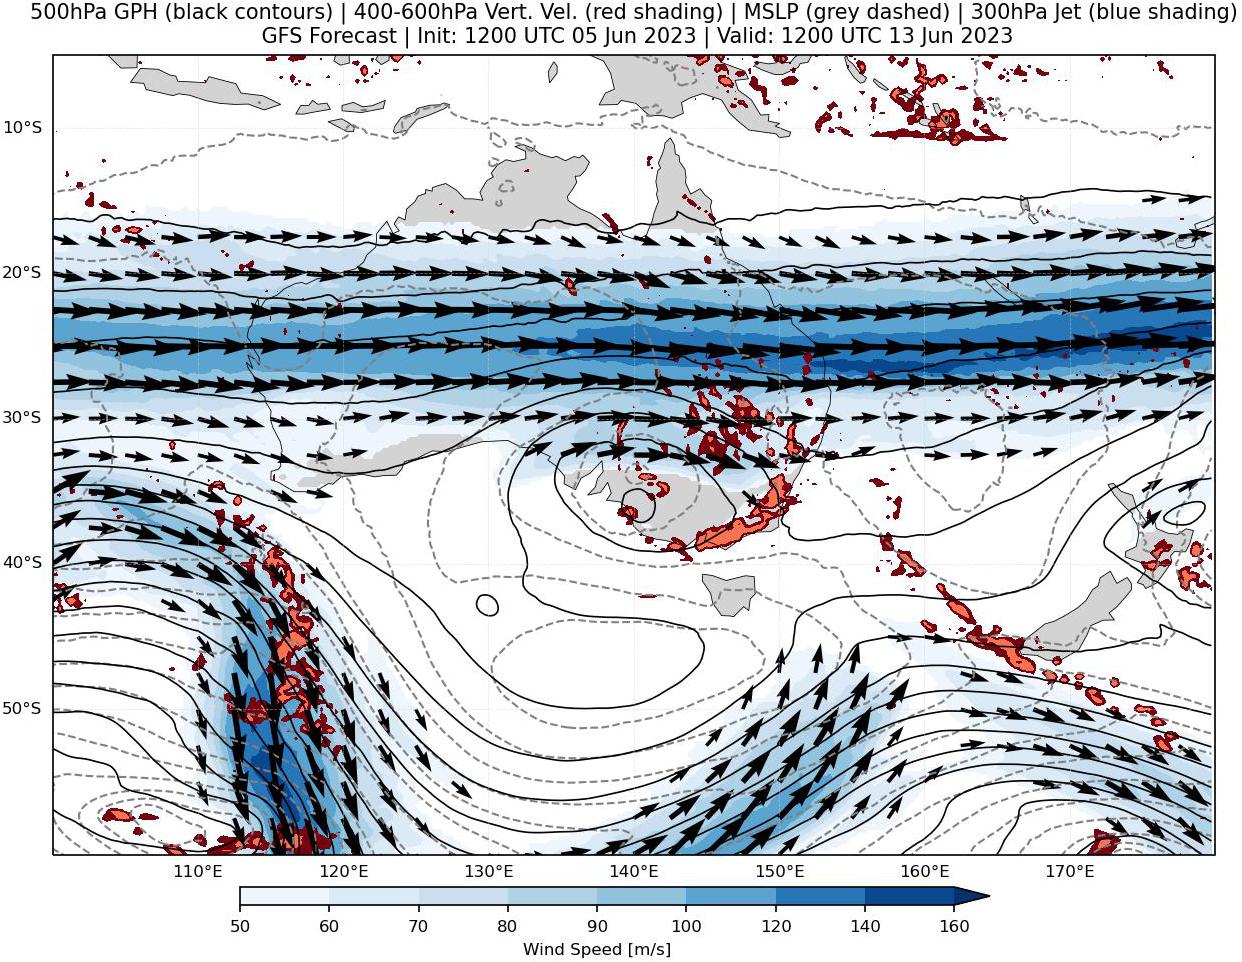 500hPa GPH (black contours) | 400-600hPa Vert. Vel. (red shading) | MSLP (grey dashed) | 300hPa Jet (blue shading)
GFS Forecast | Init: 1200 UTC 05 Jun 2023 | Valid: 1200 UTC 13 Jun 2023
10°S
20°S
30°S
40°S
50°S
110°E 120°E 130°E 140°E 150°E 160°E 170°E
50 60 70 80 90 100 120 140 160
Wind Speed [m/s]